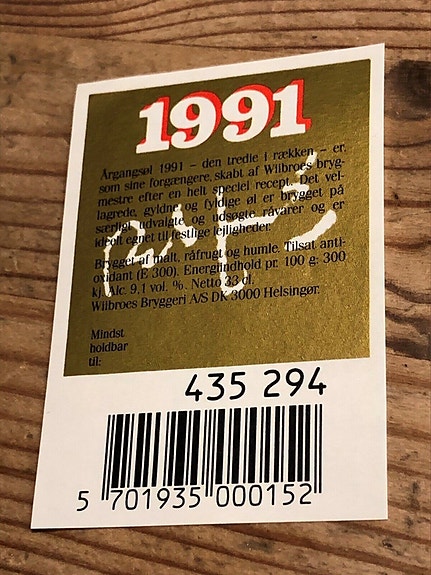 1991
Årgangsøl 1991 – den tredie i rækken – er,
som sine forgængere, skabt af Wilbroes bryg-
mestre efter en helt speciel recept. Det vel-
lagrede, gyldne og fyldige øl er brygget på
særligt udvalgte og udsøgte råvarer og er
ideelt egnet til festlige lejligheder.
Brygget af malt, råfrugt og humle. Tilsat anti-
oxidant (E 300). Energiindhold pr. 100 g: 300
kj. Alc. 9,1 vol. %. Netto 33 cl.
Wilbroes Bryggeri A/S DK 3000 Helsingør.
Mindst
holdbar
til:
435 294
5 701935 000152